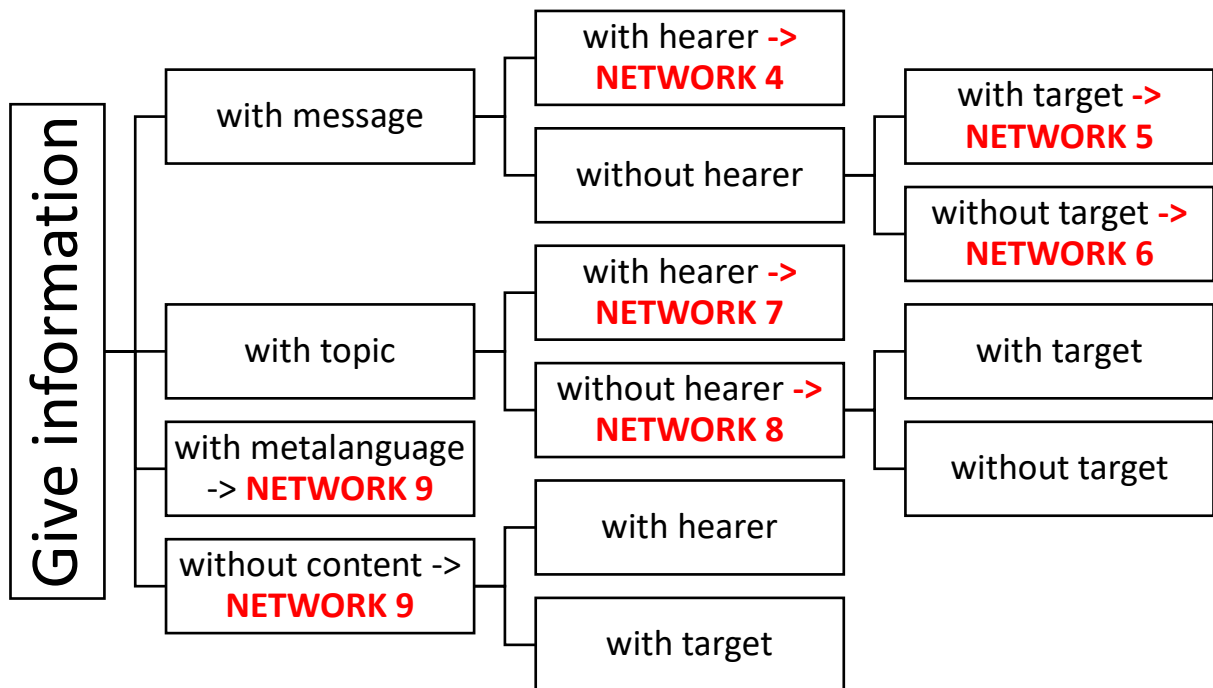 Give information
with message
with hearer ->
NETWORK 4
without hearer
with target ->
NETWORK 5
without target ->
NETWORK 6
with topic
with hearer ->
NETWORK 7
without hearer ->
NETWORK 8
with target
without target
with metalanguage
-> NETWORK 9
without content ->
NETWORK 9
with hearer
with target